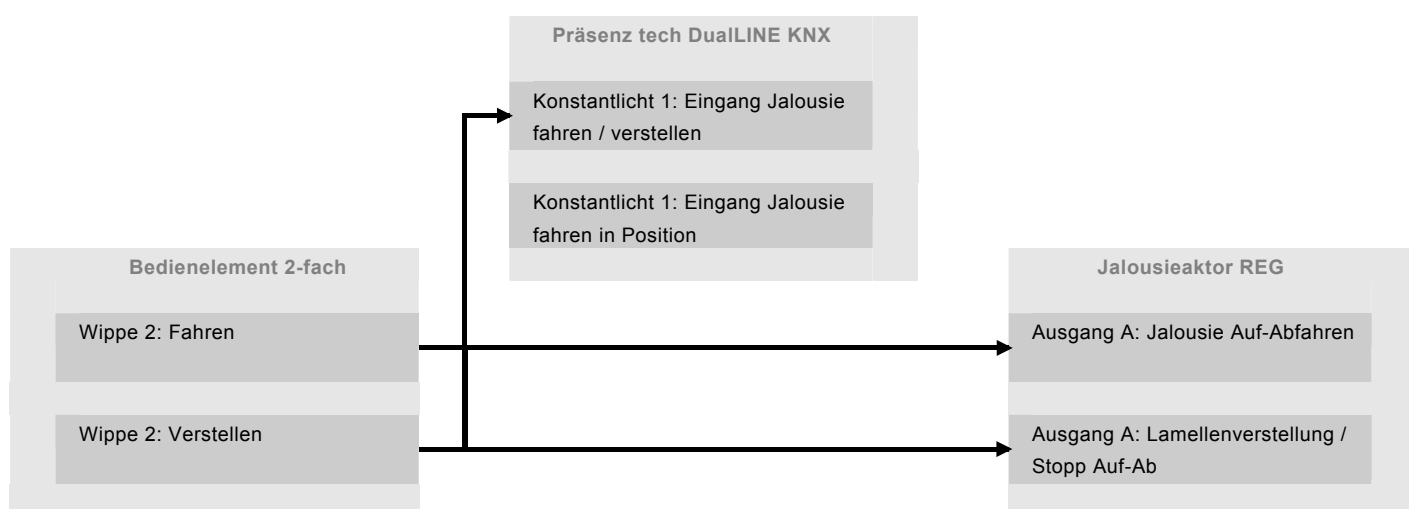 Präsenz tech DualLINE KNX
Konstantlicht 1: Eingang Jalousie
fahren / verstellen
Konstantlicht 1: Eingang Jalousie
fahren in Position
Bedienelement 2-fach
Wippe 2: Fahren
Wippe 2: Verstellen
Jalousieaktor REG
Ausgang A: Jalousie Auf-Abfahren
Ausgang A: Lamellenverstellung /
Stopp Auf-Ab